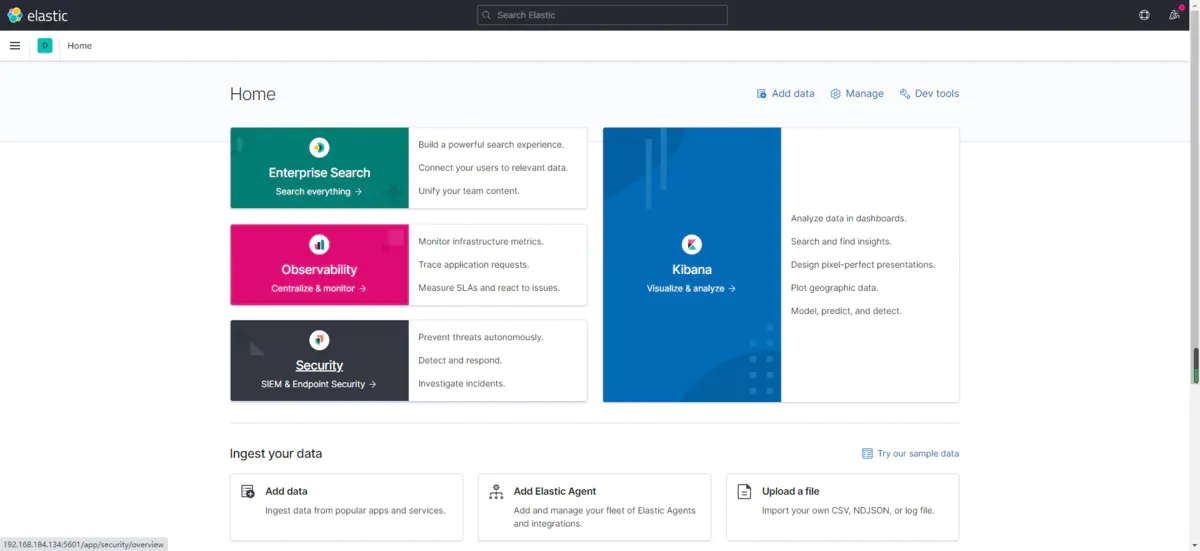 elastic
Search Elastic
D
Home
Home
Add data
Manage
Dev tools
Enterprise Search
Search everything →
Build a powerful search experience.
Connect your users to relevant data.
Unify your team content.
Observability
Centralize & monitor →
Monitor infrastructure metrics.
Trace application requests.
Measure SLAs and react to issues.
Security
SIEM & Endpoint Security →
Prevent threats autonomously.
Detect and respond.
Investigate incidents.
Kibana
Visualize & analyze →
Analyze data in dashboards.
Search and find insights.
Design pixel-perfect presentations.
Plot geographic data.
Model, predict, and detect.
Ingest your data
Try our sample data
Add data
Ingest data from popular apps and services.
Add Elastic Agent
Add and manage your fleet of Elastic Agents
and integrations.
Upload a file
Import your own CSV, NDJSON, or log file.
192.168.184.134:5601/app/security/overview